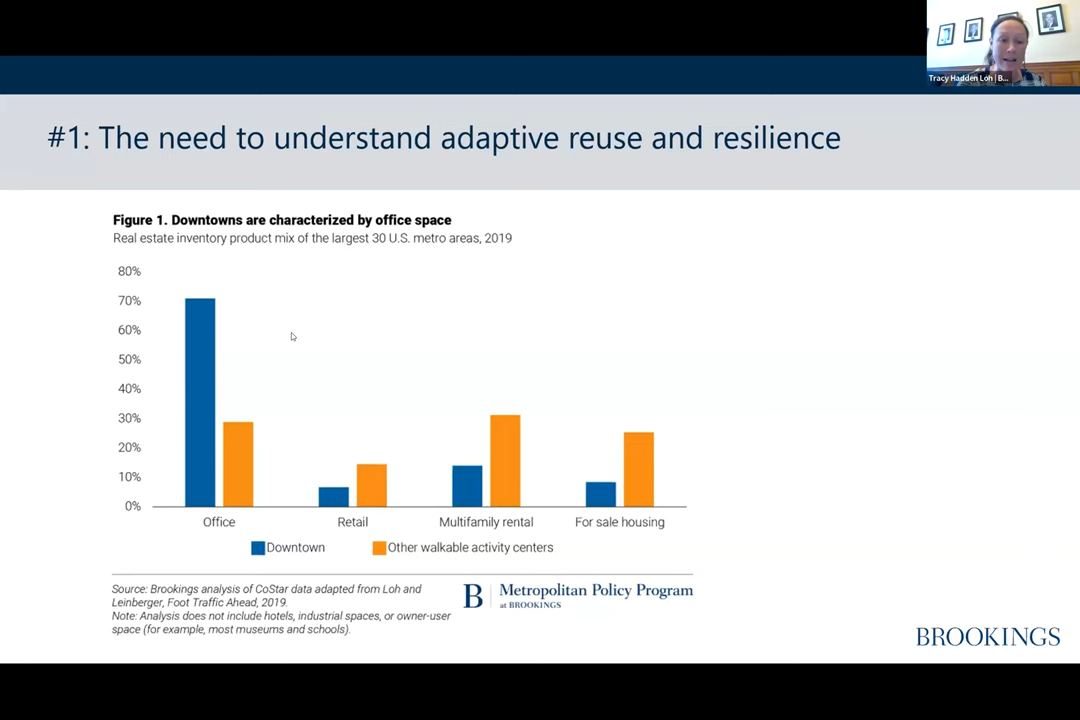 Tracy Hadden Loh | B...
#1: The need to understand adaptive reuse and resilience
Figure 1. Downtowns are characterized by office space
Real estate inventory product mix of the largest 30 U.S. metro areas, 2019
80%
70%
60%
50%
40%
30%
20%
10%
0%
Office
Retail
Multifamily rental
For sale housing
Downtown
Other walkable activity centers
Source: Brookings analysis of CoStar data adapted from Loh and
Leinberger, Foot Traffic Ahead, 2019.
Note: Analysis does not include hotels, industrial spaces, or owner-user
space (for example, most museums and schools).
B
Metropolitan Policy Program
at BROOKINGS
BROOKINGS